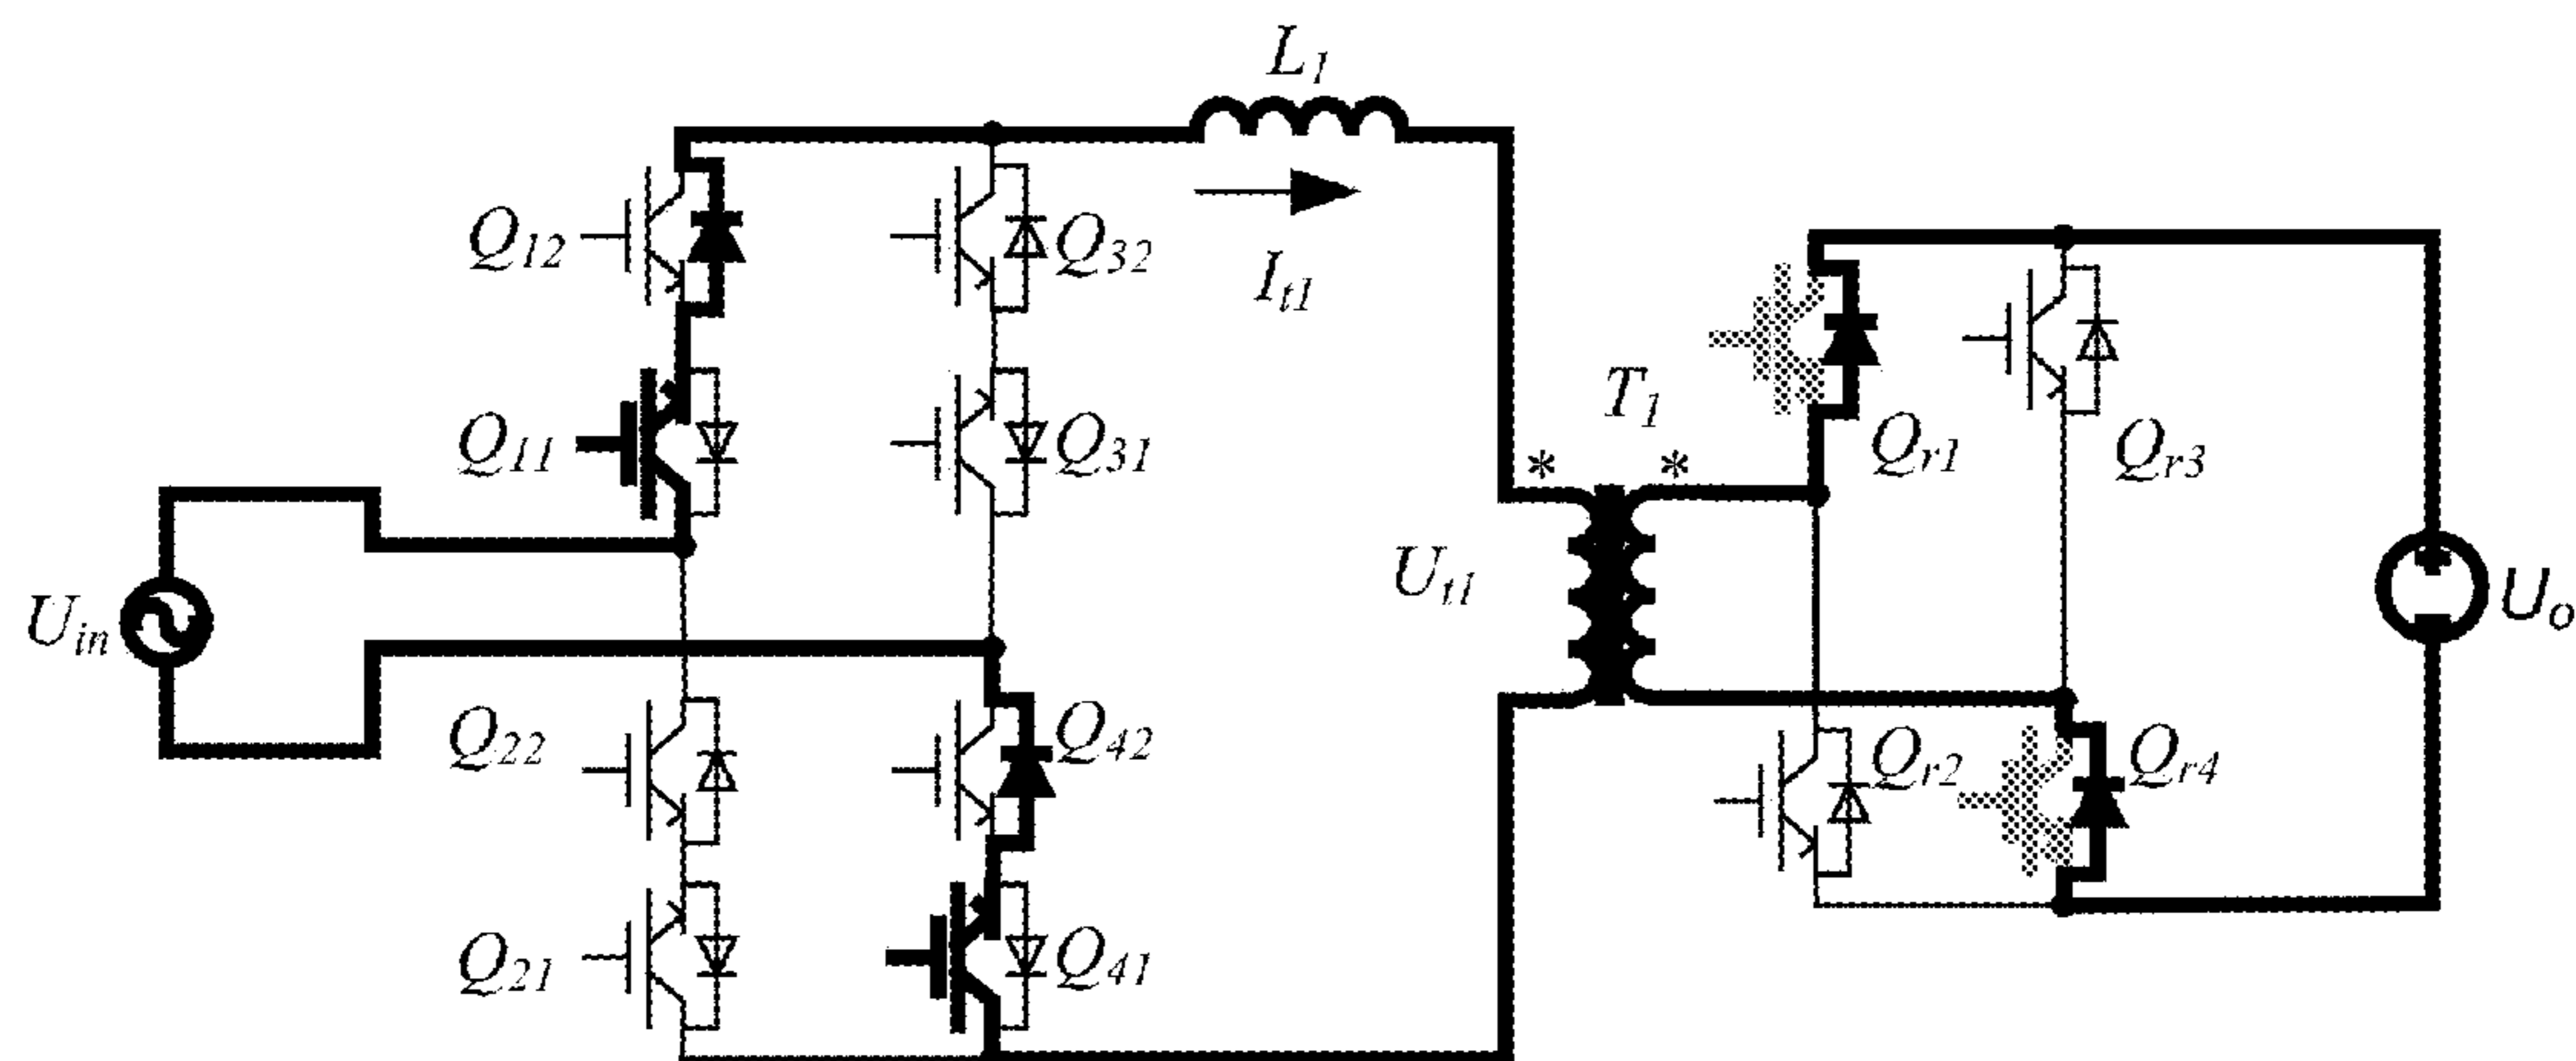 L1
Q12
Q32
It1
Q11
Q31
T1
Qr1
Qr3
* *
Uin
Ut1
Uo
Q22
Q42
Qr2
Qr4
Q21
Q41